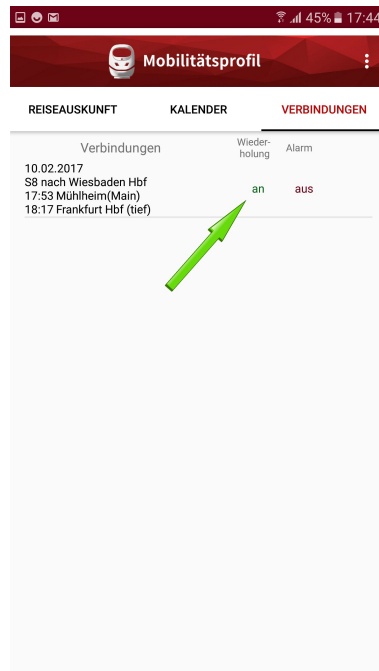 45% 17:44
Mobilitätsprofil
REISEAUSKUNFT KALENDER VERBINDUNGEN
Verbindungen Wieder-
holung Alarm
10.02.2017
S8 nach Wiesbaden Hbf
17:53 Mühlheim(Main) an aus
18:17 Frankfurt Hbf (tief)